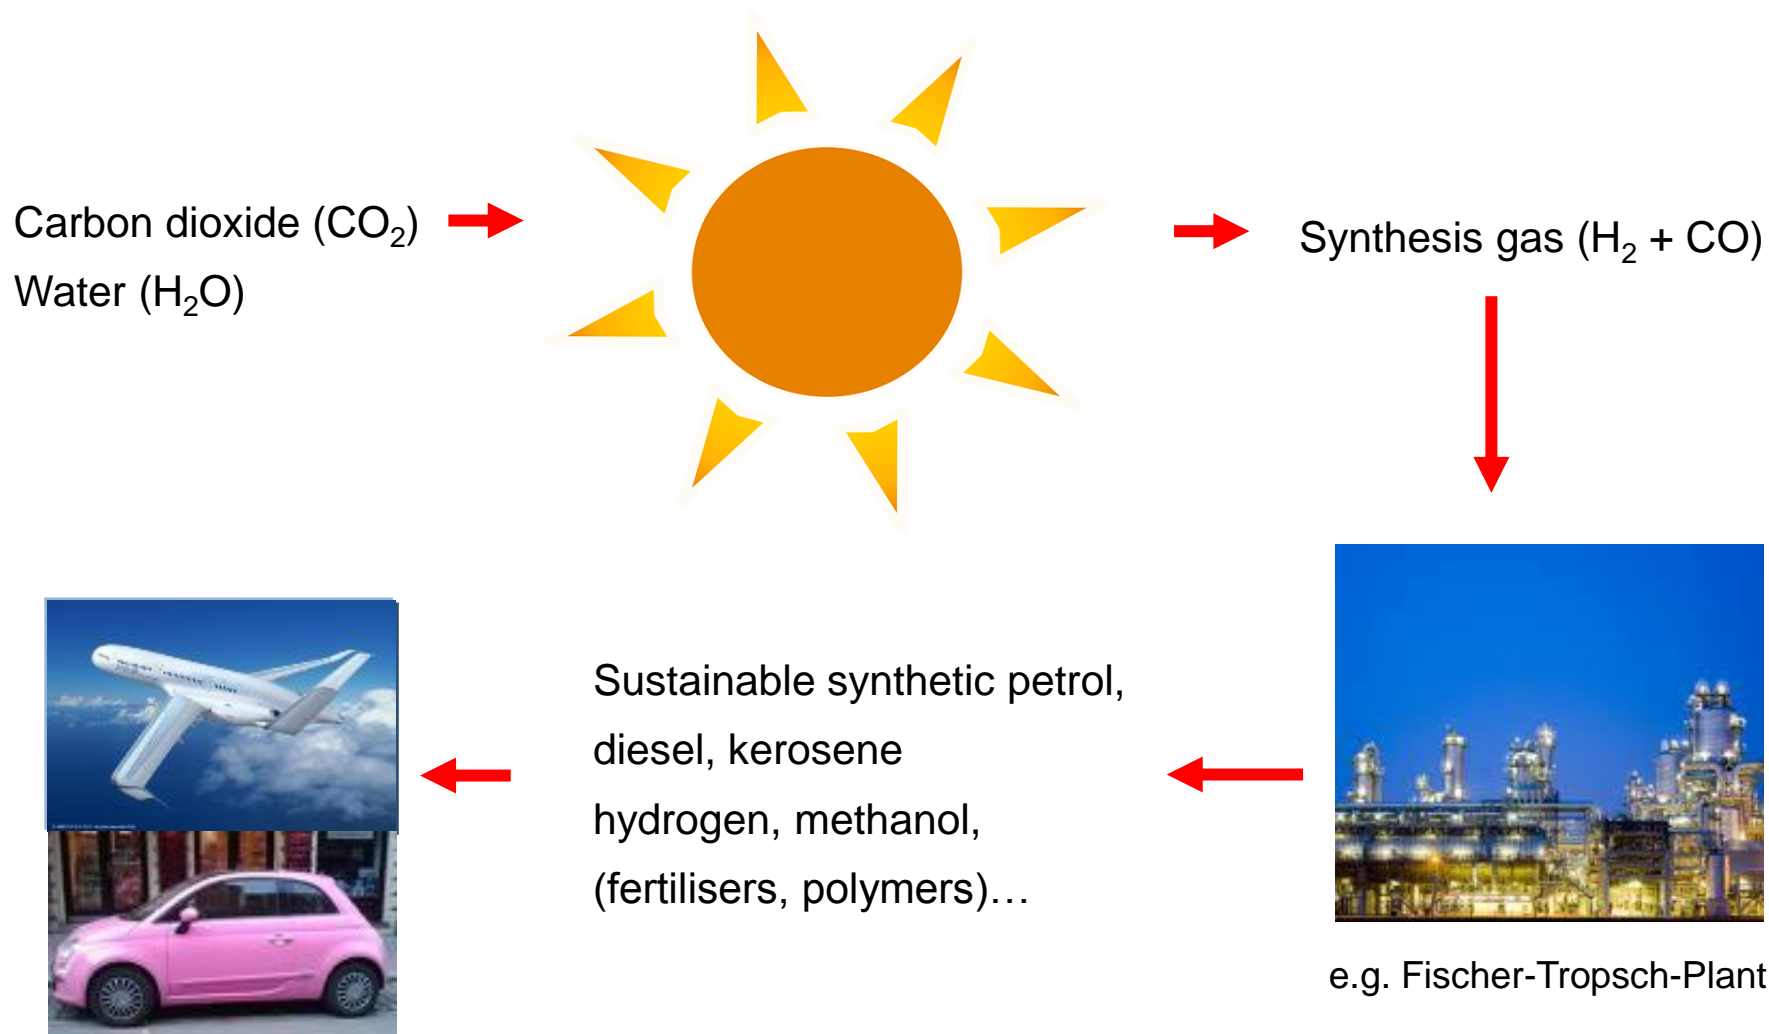 Carbon dioxide (CO₂)
Water (H₂O)
Synthesis gas (H₂ + CO)
Sustainable synthetic petrol,
diesel, kerosene
hydrogen, methanol,
(fertilisers, polymers)…
e.g. Fischer-Tropsch-Plant